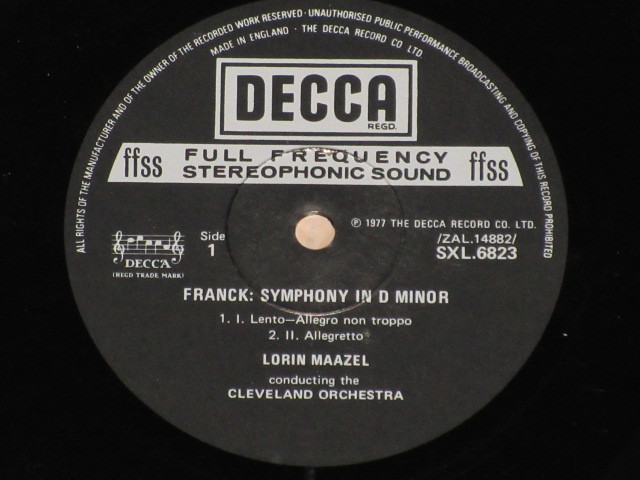 ALL RIGHTS OF THE MANUFACTURER AND OF THE OWNER OF THE RECORDED WORK RESERVED · UNAUTHORISED PUBLIC PERFORMANCE BROADCASTING AND COPYING OF THIS RECORD PROHIBITED
MADE IN ENGLAND · THE DECCA RECORD CO LTD.
DECCA
REGD.
ffss FULL FREQUENCY STEREOPHONIC SOUND ffss
℗ 1977 THE DECCA RECORD CO. LTD.
DECCA
(REGD TRADE MARK)
Side
1
/ZAL.14882/
SXL.6823
FRANCK: SYMPHONY IN D MINOR
1. I. Lento—Allegro non troppo
2. II. Allegretto
LORIN MAAZEL
conducting the
CLEVELAND ORCHESTRA